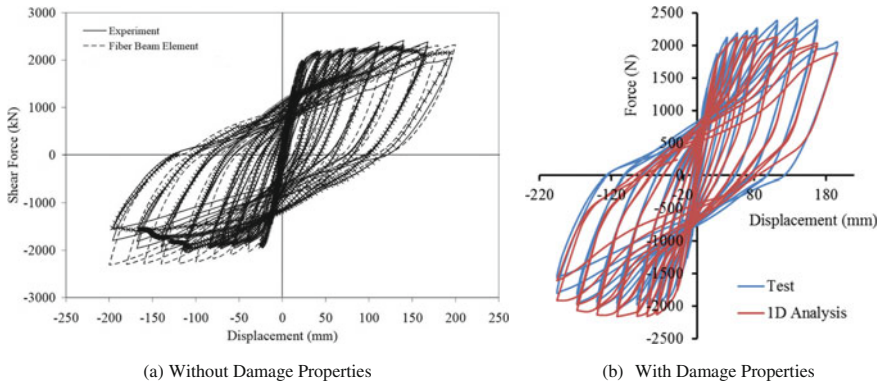 3000
2000
1000
0
-1000
-2000
-3000
Shear Force (kN)
Experiment
Fiber Beam Element
-250 -200 -150 -100 -50 0 50 100 150 200 250
Displacement (mm)
(a) Without Damage Properties
2500
2000
1500
1000
500
0
-500
-1000
-1500
-2000
-2500
Force (N)
-220 -120 -20 80 180
Displacement (mm)
Test
1D Analysis
(b) With Damage Properties